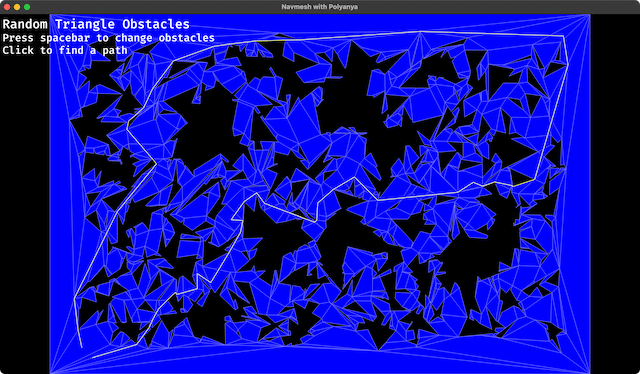 Navmesh with Polyanya
Random Triangle Obstacles
Press spacebar to change obstacles
Click to find a path